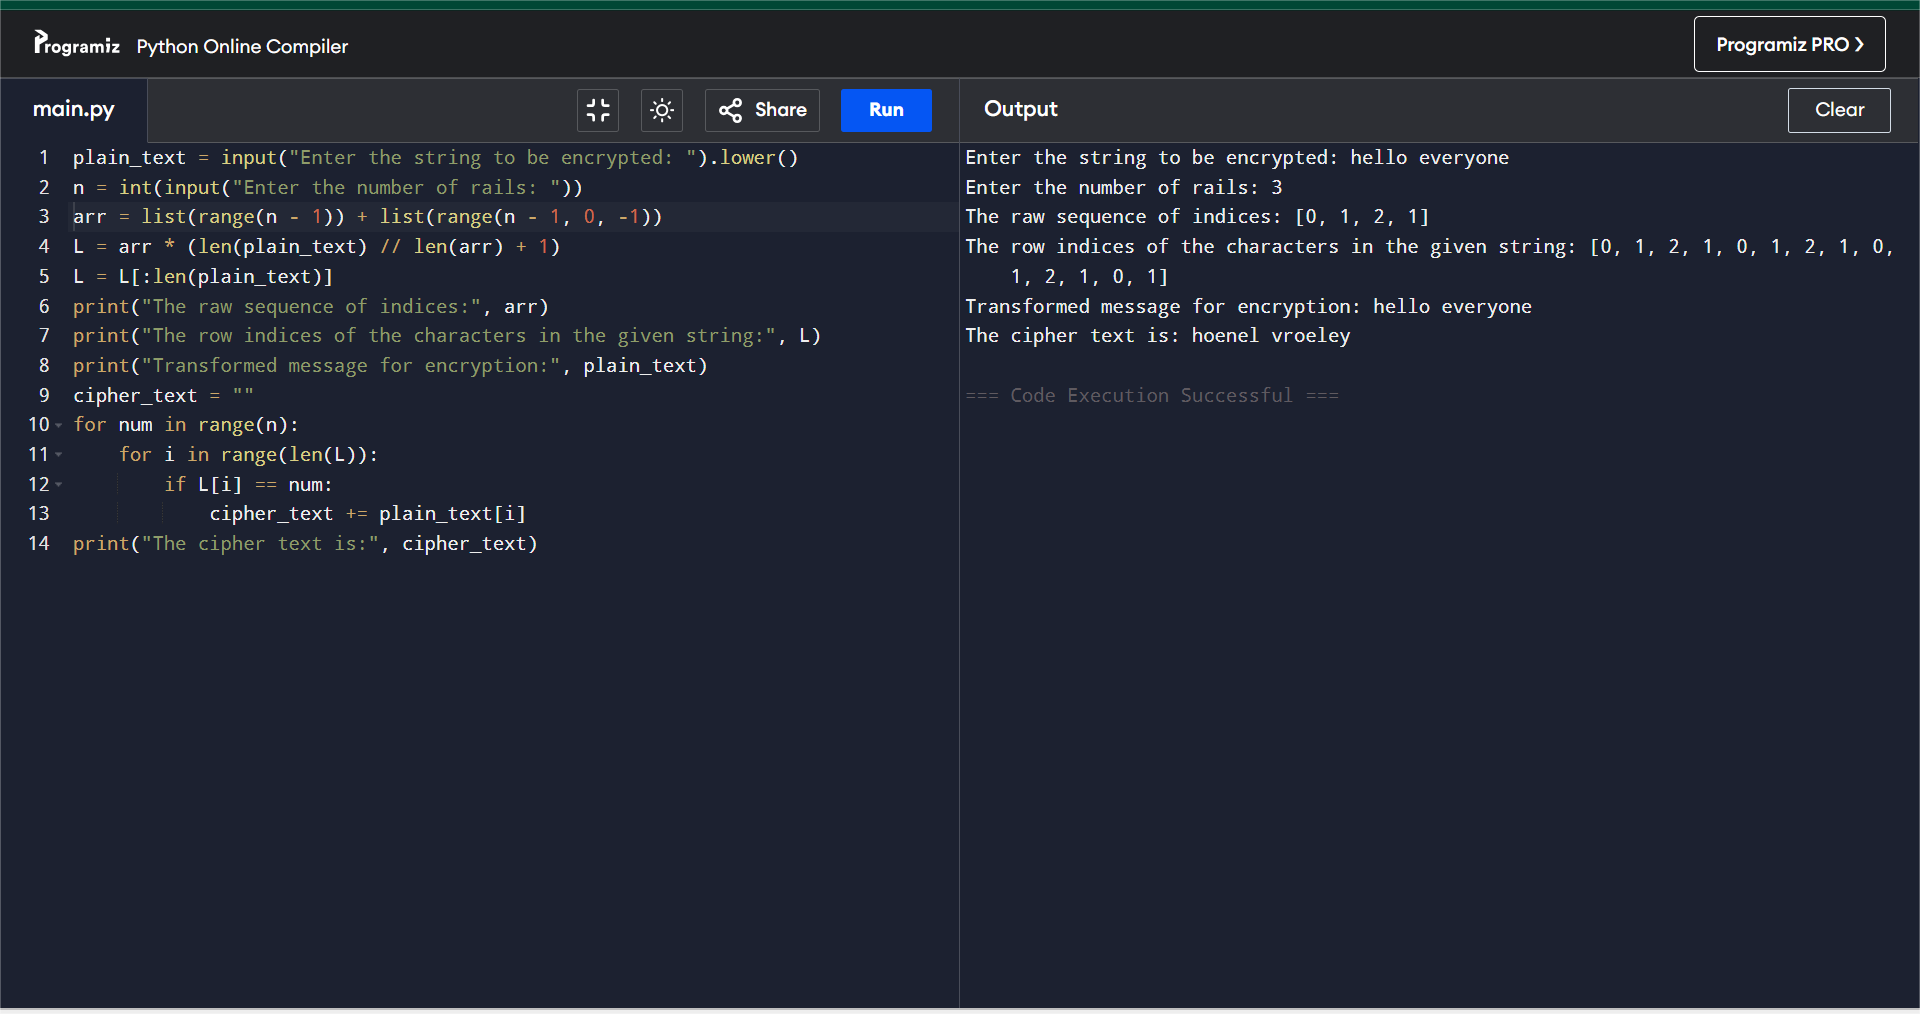 Programiz Python Online Compiler
Programiz PRO ❯
main.py
Share
Run
Output
Clear
1 plain_text = input("Enter the string to be encrypted: ").lower()
2 n = int(input("Enter the number of rails: "))
3 arr = list(range(n - 1)) + list(range(n - 1, 0, -1))
4 L = arr * (len(plain_text) // len(arr) + 1)
5 L = L[:len(plain_text)]
6 print("The raw sequence of indices:", arr)
7 print("The row indices of the characters in the given string:", L)
8 print("Transformed message for encryption:", plain_text)
9 cipher_text = ""
10 for num in range(n):
11     for i in range(len(L)):
12         if L[i] == num:
13             cipher_text += plain_text[i]
14 print("The cipher text is:", cipher_text)
Enter the string to be encrypted: hello everyone
Enter the number of rails: 3
The raw sequence of indices: [0, 1, 2, 1]
The row indices of the characters in the given string: [0, 1, 2, 1, 0, 1, 2, 1, 0,
    1, 2, 1, 0, 1]
Transformed message for encryption: hello everyone
The cipher text is: hoenel vroeley
=== Code Execution Successful ===